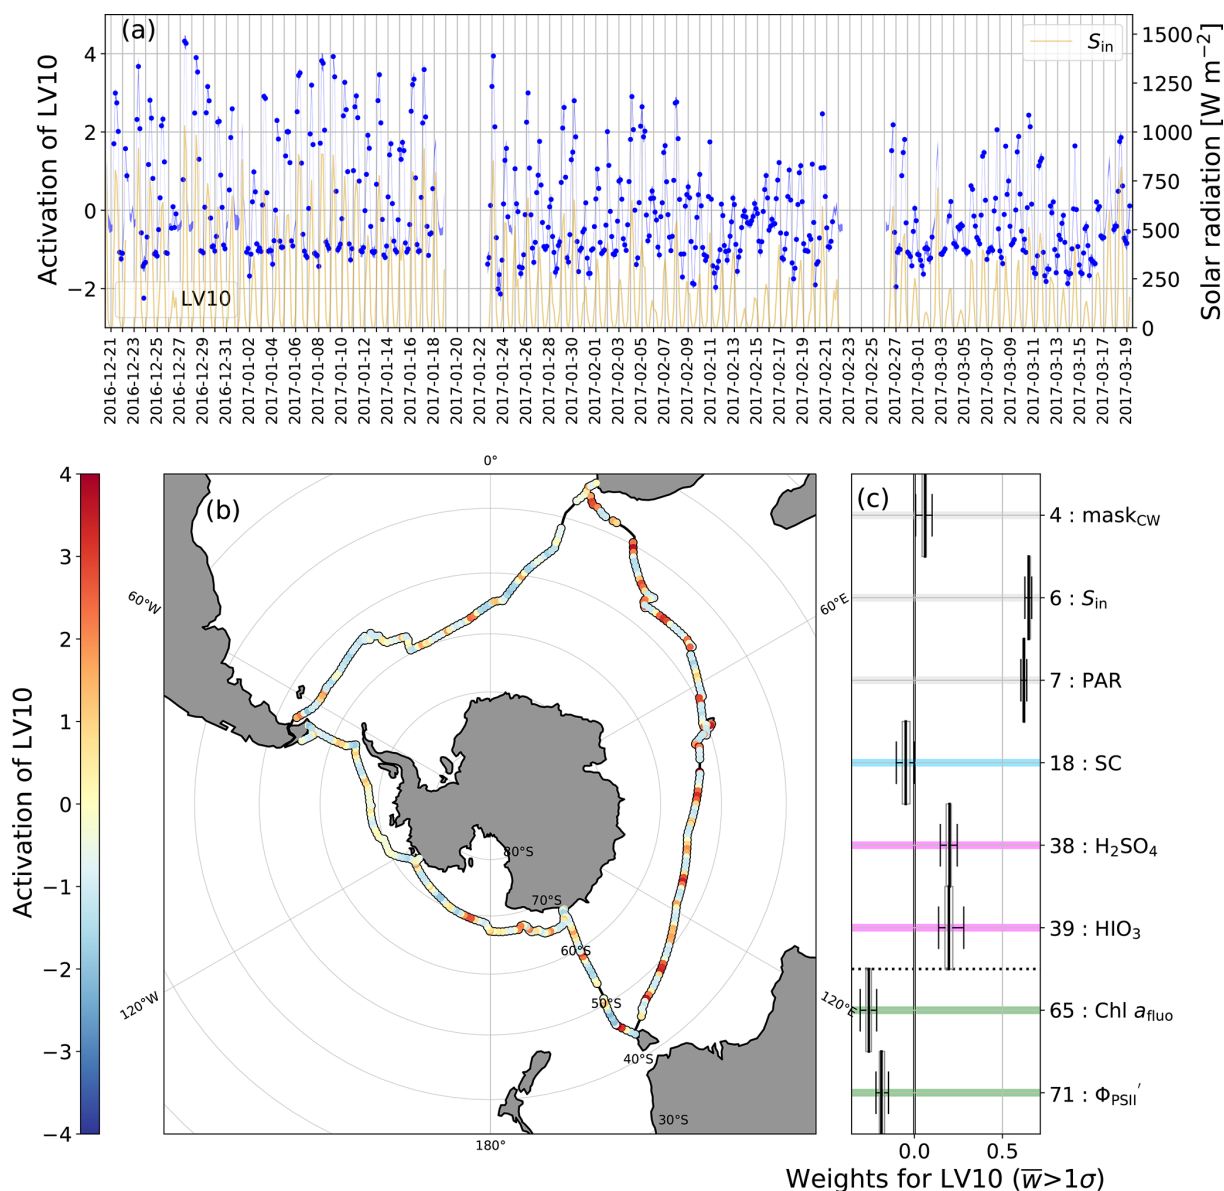 (a)
Activation of LV10
4
2
0
−2
LV10
S_in
1500
1250
1000
750
500
250
0
Solar radiation [W m⁻²]
2016-12-21
2016-12-23
2016-12-25
2016-12-27
2016-12-29
2016-12-31
2017-01-02
2017-01-04
2017-01-06
2017-01-08
2017-01-10
2017-01-12
2017-01-14
2017-01-16
2017-01-18
2017-01-20
2017-01-22
2017-01-24
2017-01-26
2017-01-28
2017-01-30
2017-02-01
2017-02-03
2017-02-05
2017-02-07
2017-02-09
2017-02-11
2017-02-13
2017-02-15
2017-02-17
2017-02-19
2017-02-21
2017-02-23
2017-02-25
2017-02-27
2017-03-01
2017-03-03
2017-03-05
2017-03-07
2017-03-09
2017-03-11
2017-03-13
2017-03-15
2017-03-17
2017-03-19
Activation of LV10
4
3
2
1
0
−1
−2
−3
−4
(b)
0°
60°W
60°E
120°W
120°E
180°
80°S
70°S
60°S
50°S
40°S
30°S
(c)
4 : mask_CW
6 : S_in
7 : PAR
18 : SC
38 : H₂SO₄
39 : HIO₃
65 : Chl a_fluo
71 : Φ_PSII′
0.0
0.5
Weights for LV10 (w̅>1σ)